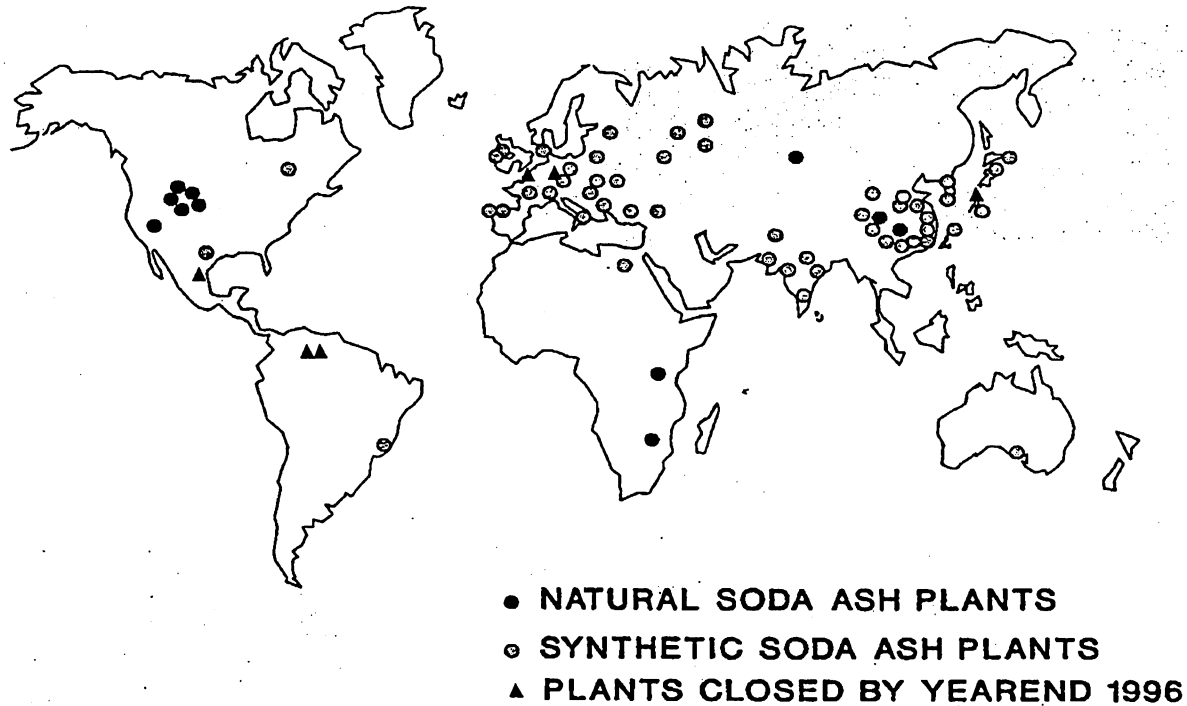 NATURAL SODA ASH PLANTS
SYNTHETIC SODA ASH PLANTS
PLANTS CLOSED BY YEAREND 1996